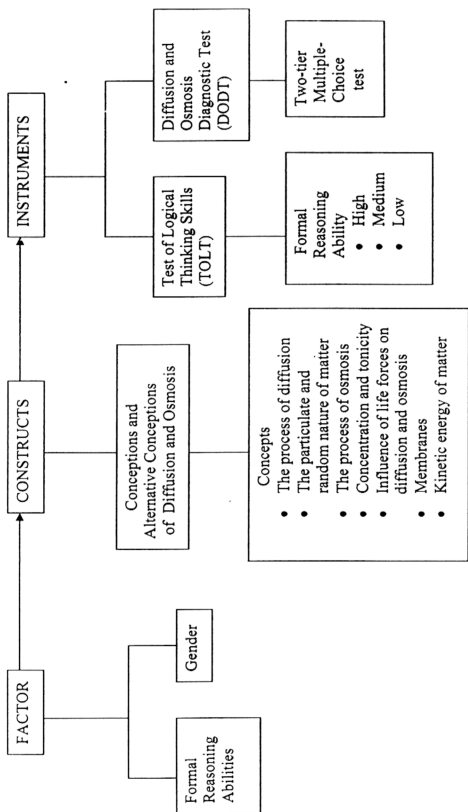 FACTOR
Formal
Reasoning
Abilities
Gender
CONSTRUCTS
Conceptions and
Alternative Conceptions
of Diffusion and Osmosis
Concepts
• The process of diffusion
• The particulate and
random nature of matter
• The process of osmosis
• Concentration and tonicity
• Influence of life forces on
diffusion and osmosis
• Membranes
• Kinetic energy of matter
INSTRUMENTS
Test of Logical
Thinking Skills
(TOLT)
Formal
Reasoning
Ability
• High
• Medium
• Low
Diffusion and
Osmosis
Diagnostic Test
(DODT)
Two-tier
Multiple-
Choice
test